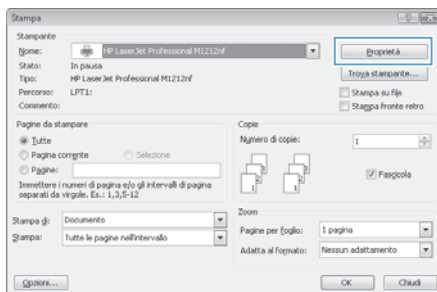 Stampa
Stampante
Nome: HP LaserJet Professional M1212nf
Proprietà
Stato: In pausa
Tipo: HP LaserJet Professional M1212nf
Trova stampante...
Percorso: LPT1:
Stampa su file
Commento:
Stampa fronte retro
Pagine da stampare
Tutte
Pagina corrente
Selezione
Pagine:
Immettere i numeri di pagina e/o gli intervalli di pagina
separati da virgole. Es.: 1,3,5-12
Copie
Numero di copie: 1
Fascicola
Stampa di: Documento
Stampa: Tutte le pagine nell'intervallo
Zoom
Pagine per foglio: 1 pagina
Adatta al formato: Nessun adattamento
Opzioni...
OK
Chiudi